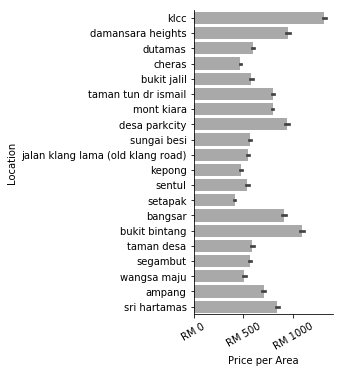 klcc
damansara heights
dutamas
cheras
bukit jalil
taman tun dr ismail
mont kiara
desa parkcity
sungai besi
jalan klang lama (old klang road)
kepong
sentul
setapak
bangsar
bukit bintang
taman desa
segambut
wangsa maju
ampang
sri hartamas
Location
RM 0
RM 500
RM 1000
Price per Area